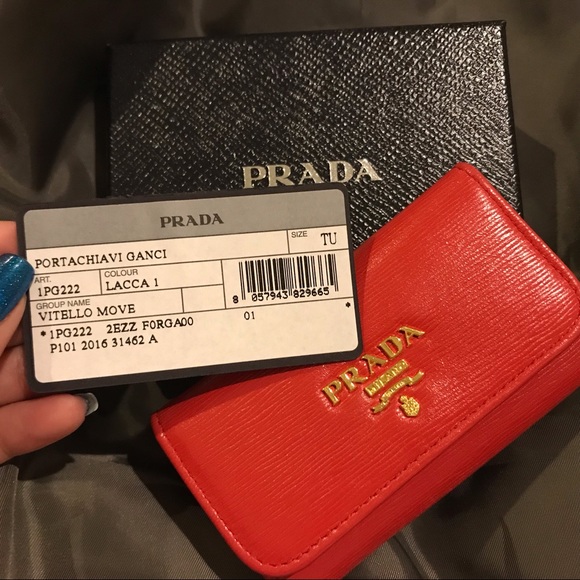 PRADA
PRADA
PORTACHIAVI GANCI
SIZE
TU
ART.
1PG222
COLOUR
LACCA 1
GROUP NAME
VITELLO MOVE
8 057943 829665
*1PG222 2EZZ F0RGA00 01 *
P101 2016 31462 A
PRADA